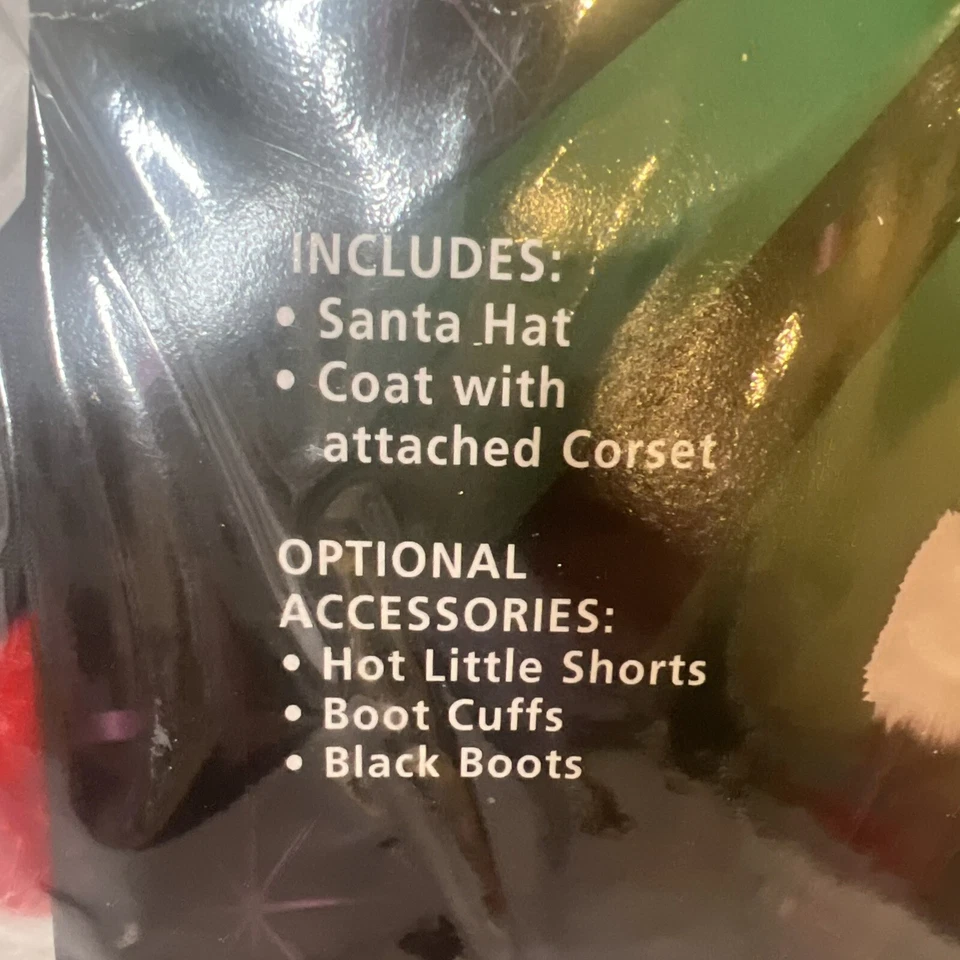 INCLUDES:
• Santa Hat
• Coat with
attached Corset
OPTIONAL
ACCESSORIES:
• Hot Little Shorts
• Boot Cuffs
• Black Boots